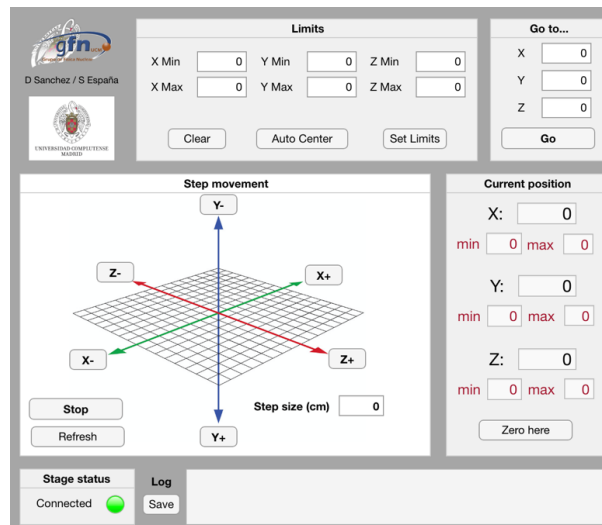 gfn
D Sanchez / S España
UNIVERSIDAD COMPLUTENSE
MADRID
Limits
X Min 0 Y Min 0 Z Min 0
X Max 0 Y Max 0 Z Max 0
Clear Auto Center Set Limits
Go to...
X 0
Y 0
Z 0
Go
Step movement
Y-
Z- X+
X- Z+
Stop
Step size (cm) 0
Refresh
Y+
Current position
X: 0
min 0 max 0
Y: 0
min 0 max 0
Z: 0
min 0 max 0
Zero here
Stage status
Connected
Log
Save